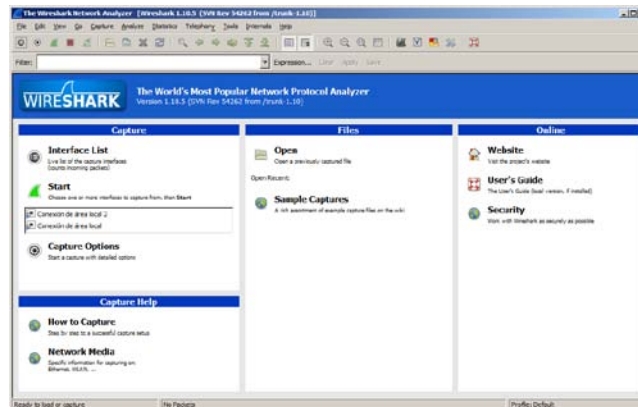 The Wireshark Network Analyzer [Wireshark 1.10.5 (SVN Rev 54262 from /trunk-1.10)]
File Edit View Go Capture Analyze Statistics Telephony Tools Internals Help
Filter: Expression... Clear Apply Save
WIRESHARK
The World's Most Popular Network Protocol Analyzer
Version 1.10.5 (SVN Rev 54262 from /trunk-1.10)
Capture
Interface List
Live list of the capture interfaces
(counts incoming packets)
Start
Choose one or more interfaces to capture from, then Start
Conexión de área local 2
Conexión de área local
Capture Options
Start a capture with detailed options
Capture Help
How to Capture
Step by step to a successful capture setup
Network Media
Specific information for capturing on:
Ethernet, WLAN, ...
Files
Open
Open a previously captured file
Open Recent:
Sample Captures
A rich assortment of example capture files on the wiki
Online
Website
Visit the project's website
User's Guide
The User's Guide (local version, if installed)
Security
Work with Wireshark as securely as possible
Ready to load or capture
No Packets
Profile: Default